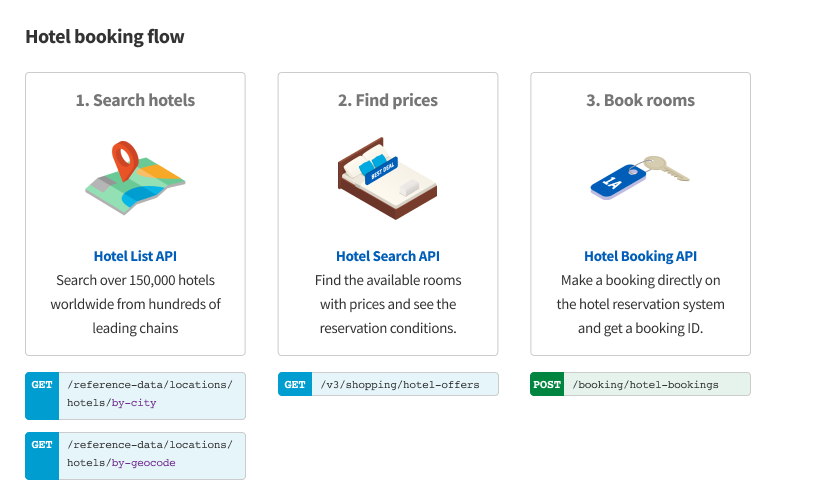 Hotel booking flow
1. Search hotels
Hotel List API
Search over 150,000 hotels
worldwide from hundreds of
leading chains
GET /reference-data/locations/
hotels/by-city
GET /reference-data/locations/
hotels/by-geocode
2. Find prices
BEST DEAL
Hotel Search API
Find the available rooms
with prices and see the
reservation conditions.
GET /v3/shopping/hotel-offers
3. Book rooms
1A
Hotel Booking API
Make a booking directly on
the hotel reservation system
and get a booking ID.
POST /booking/hotel-bookings